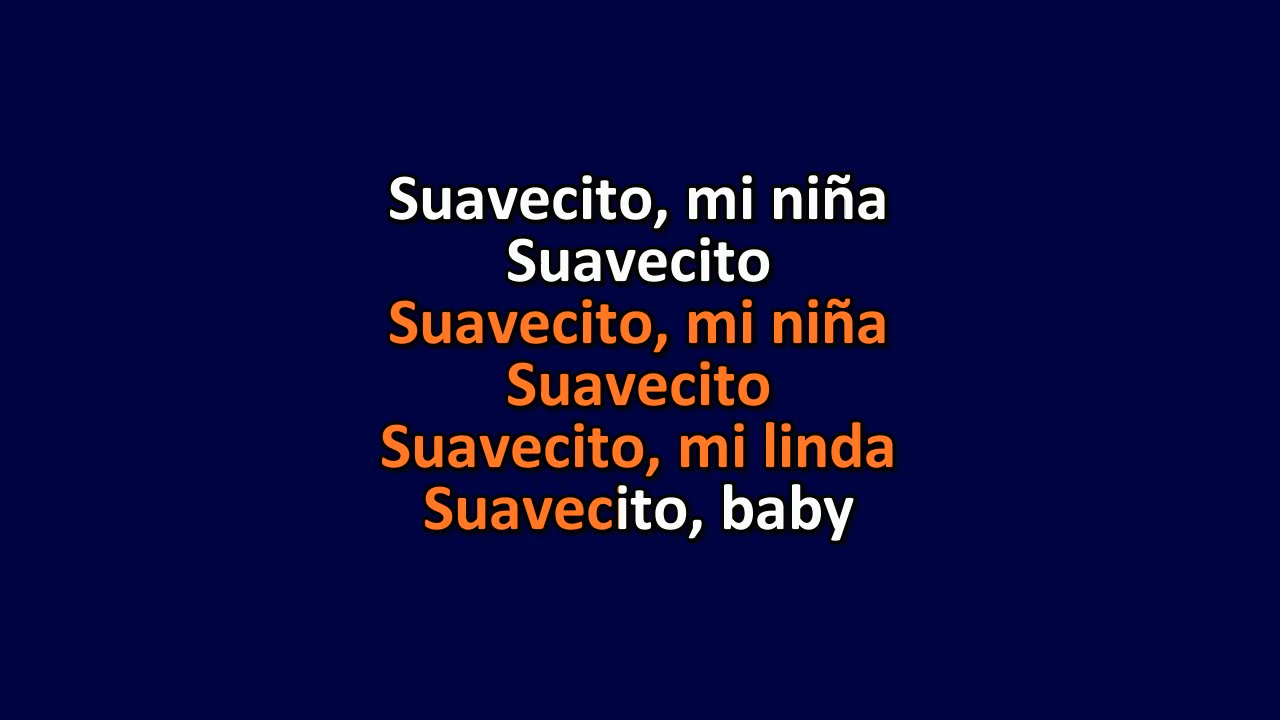 Suavecito, mi niña
Suavecito
Suavecito, mi niña
Suavecito
Suavecito, mi linda
Suavecito, baby